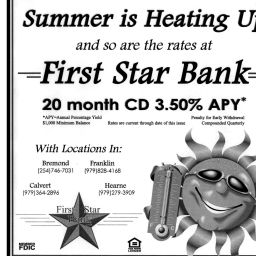 Summer is Heating Up
and so are the rates at
First Star Bank
20 month CD 3.50% APY*
*APY=Annual Percentage Yield
$1,000 Minimum Balance
Rates are current through date of this issue
Penalty for Early Withdrawal
Compounded Quarterly
With Locations In:
Bremond Franklin
(254)746-7031 (979)828-4168
Calvert Hearne
(979)364-2896 (979)279-3909
First Star
Bank
MEMBER
FDIC